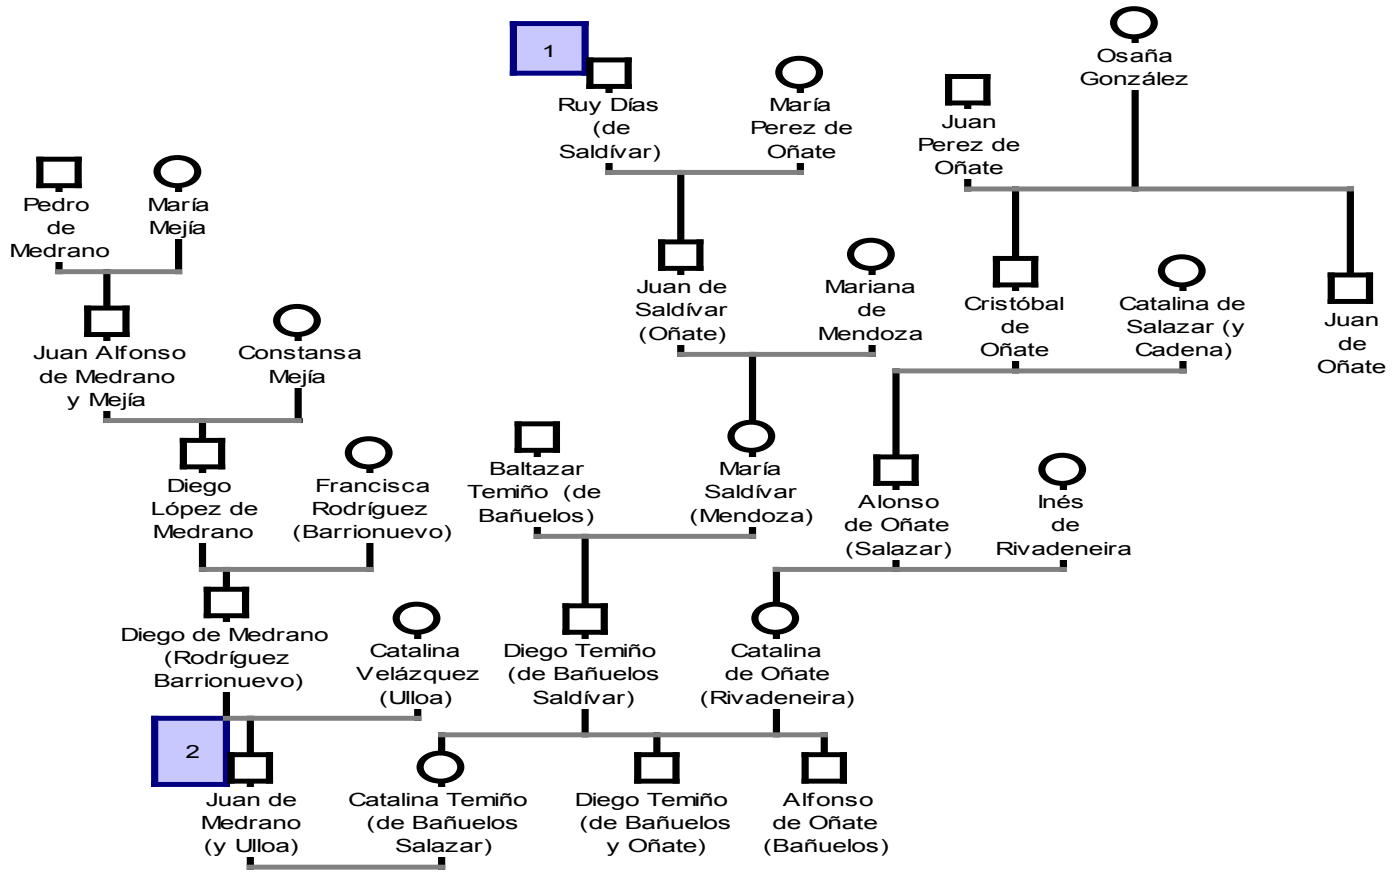 1
Osaña
González
Ruy Días
(de
Saldívar)
María
Perez de
Oñate
Juan
Perez de
Oñate
Pedro
de
Medrano
María
Mejía
Juan de
Saldívar
(Oñate)
Mariana
de
Mendoza
Cristóbal
de
Oñate
Catalina de
Salazar (y
Cadena)
Juan
de
Oñate
Juan Alfonso
de Medrano
y Mejía
Constansa
Mejía
Diego
López de
Medrano
Francisca
Rodríguez
(Barrionuevo)
Baltazar
Temiño (de
Bañuelos)
María
Saldívar
(Mendoza)
Alonso
de Oñate
(Salazar)
Inés
de
Rivadeneira
Diego de Medrano
(Rodríguez
Barrionuevo)
Catalina
Velázquez
(Ulloa)
Diego Temiño
(de Bañuelos
Saldívar)
Catalina
de Oñate
(Rivadeneira)
2
Juan de
Medrano
(y Ulloa)
Catalina Temiño
(de Bañuelos
Salazar)
Diego Temiño
(de Bañuelos
y Oñate)
Alfonso
de Oñate
(Bañuelos)